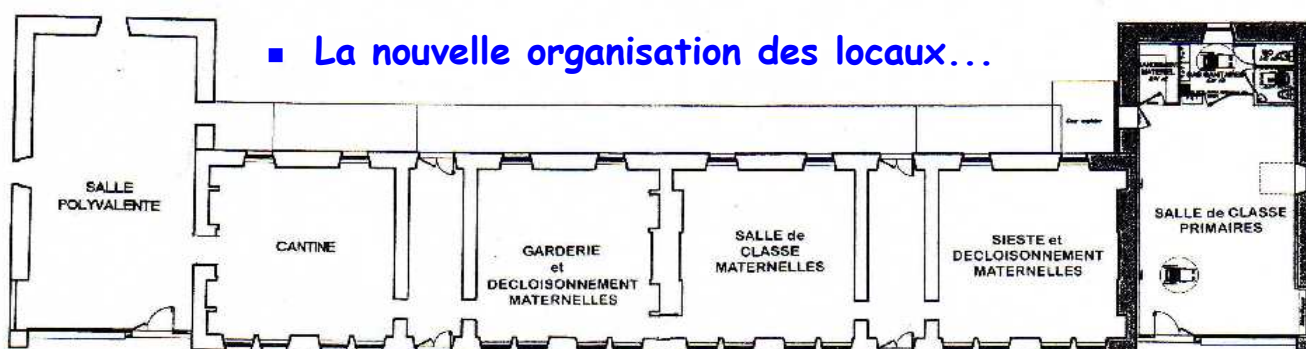 ▪ La nouvelle organisation des locaux...
SALLE
POLYVALENTE
CANTINE
GARDERIE
et
DECLOISONNEMENT
MATERNELLES
SALLE de
CLASSE
MATERNELLES
SIESTE et
DECLOISONNEMENT
MATERNELLES
SALLE de CLASSE
PRIMAIRES